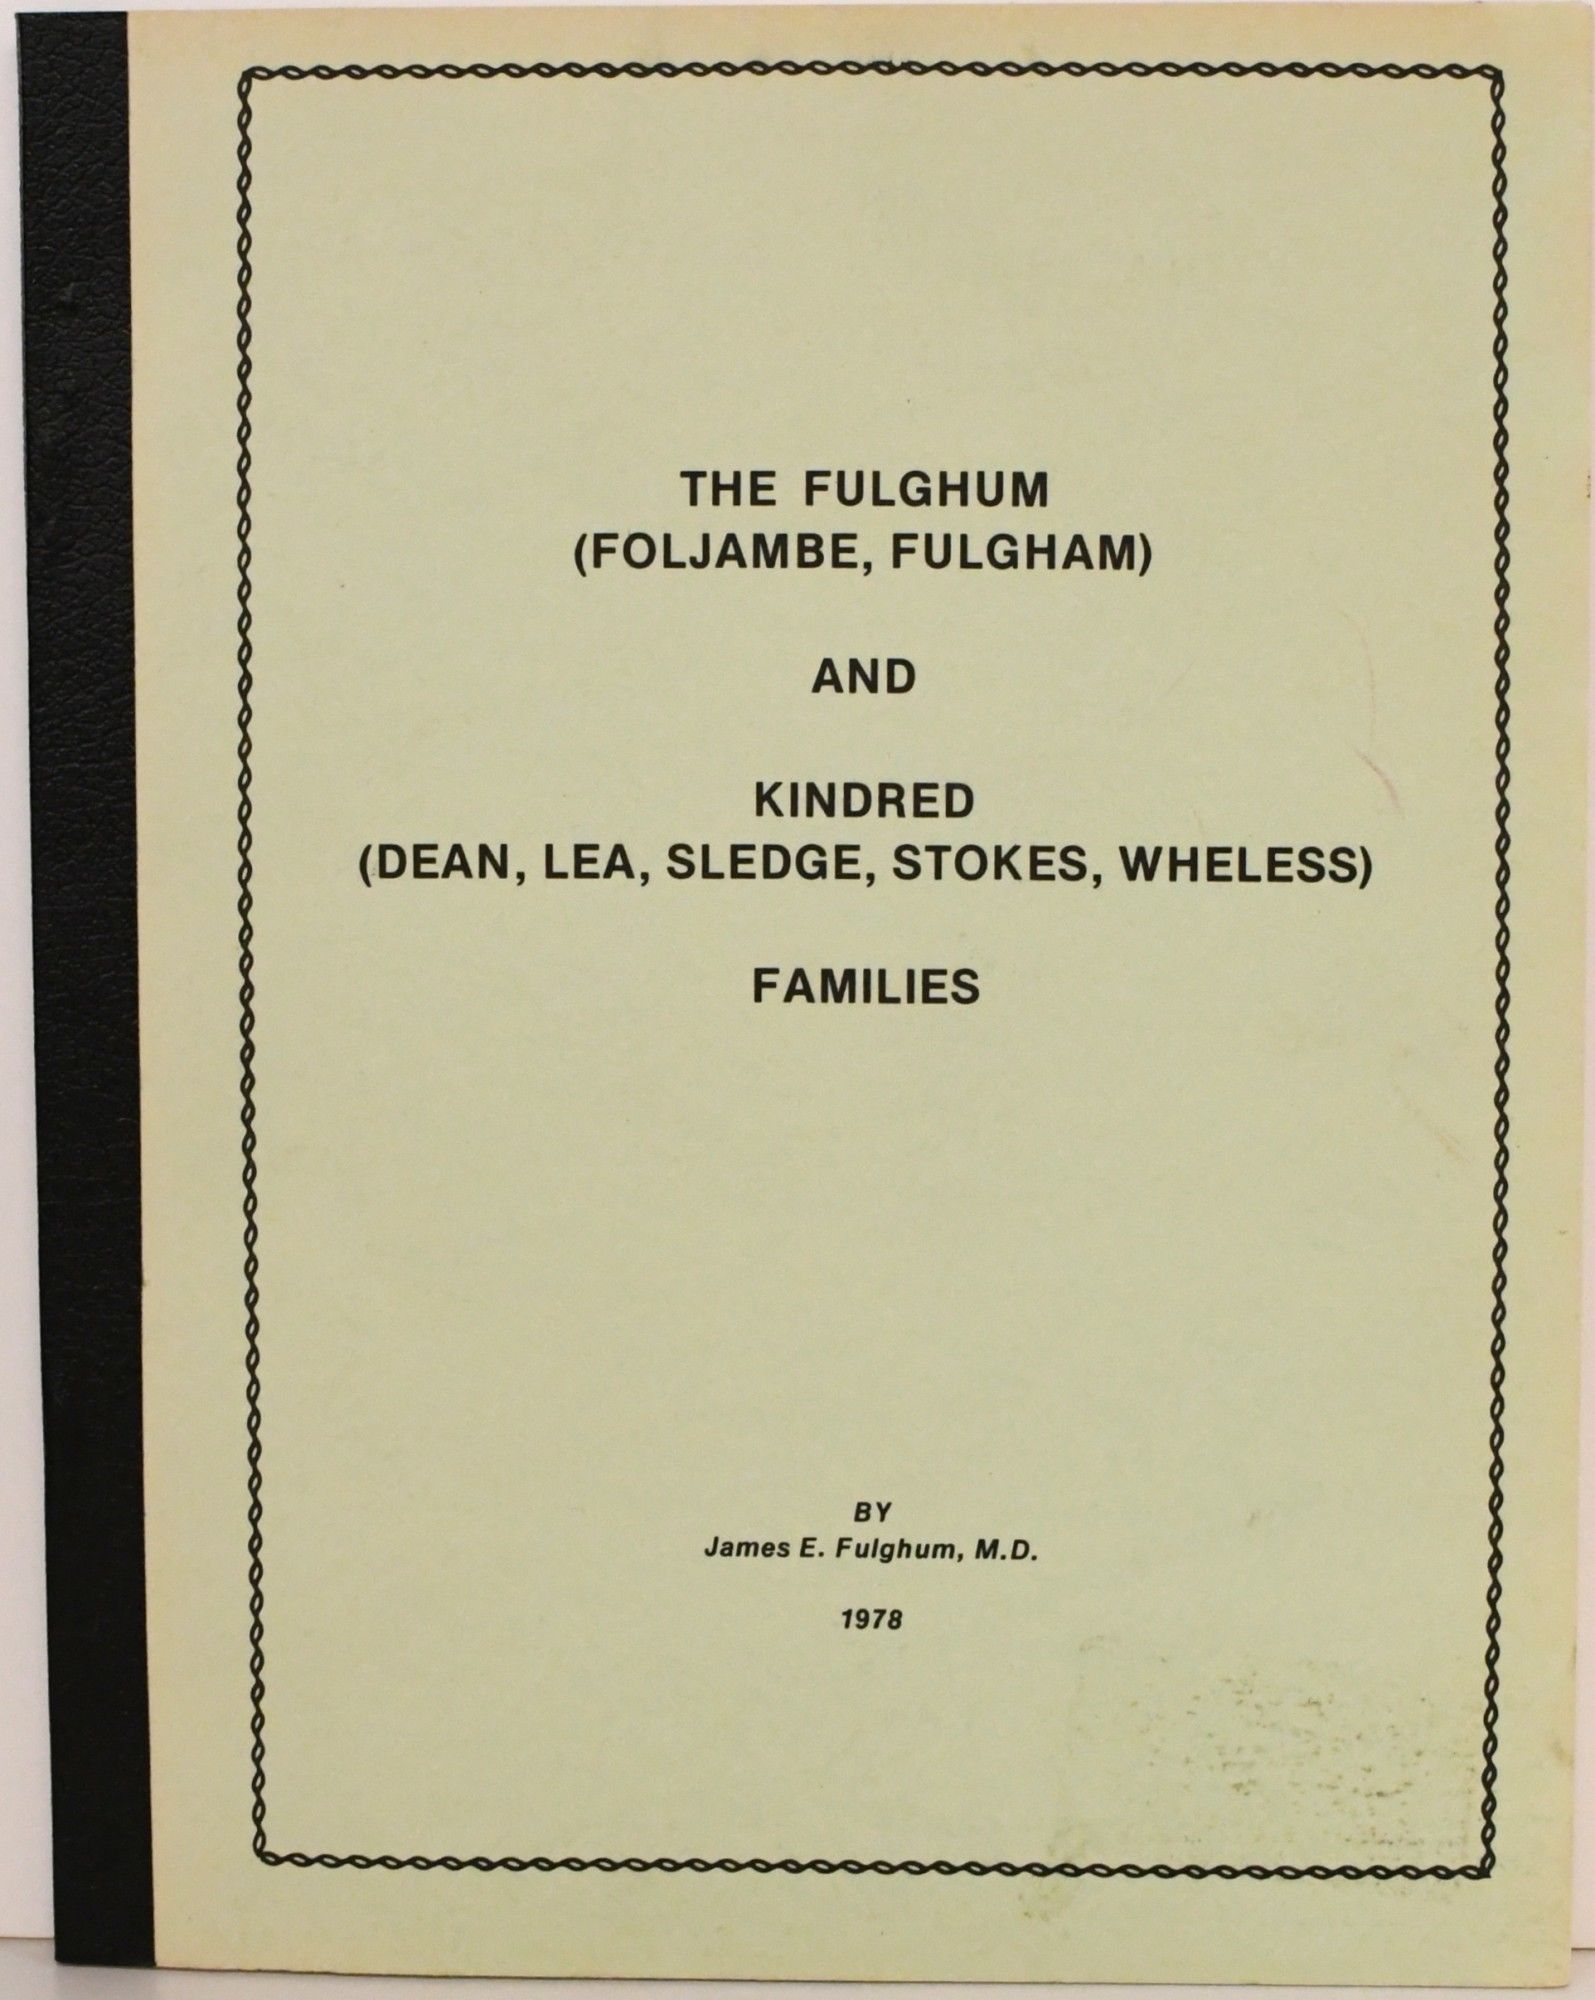 THE FULGHUM
(FOLJAMBE, FULGHAM)
AND
KINDRED
(DEAN, LEA, SLEDGE, STOKES, WHELESS)
FAMILIES
BY
James E. Fulghum, M.D.
1978